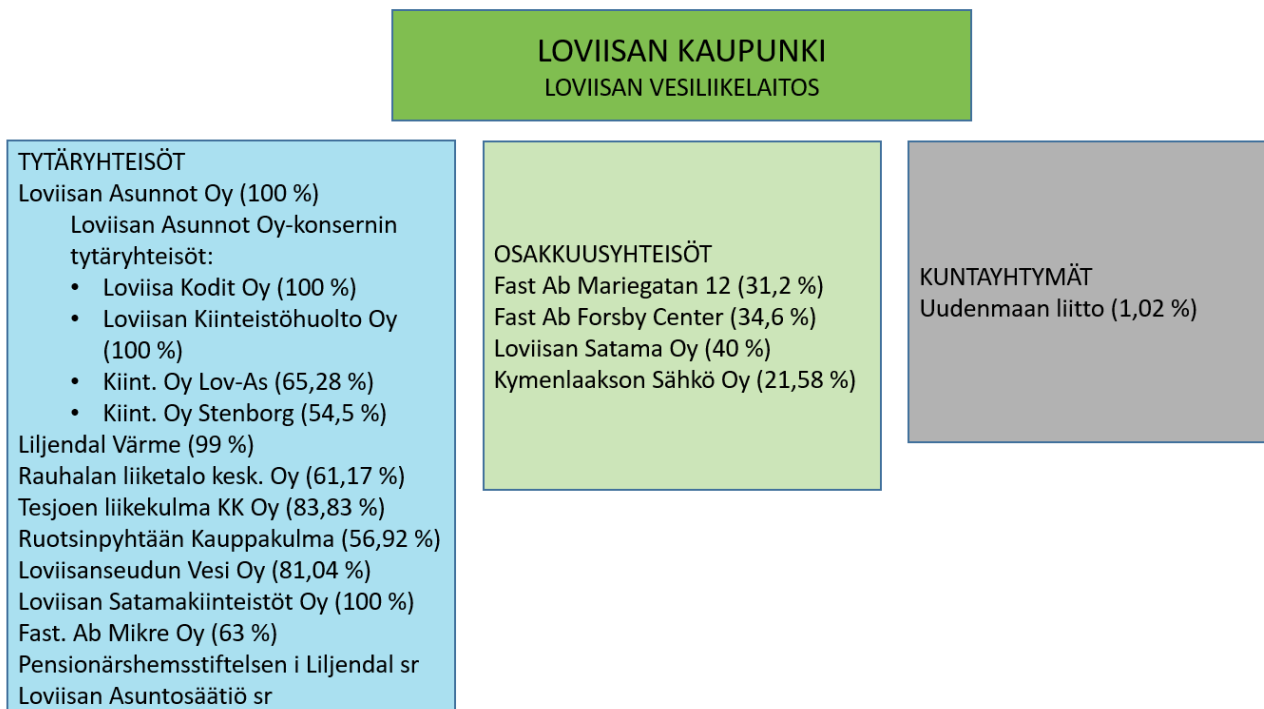 LOVIISAN KAUPUNKI
LOVIISAN VESILIIKELAITOS
TYTÄRYHTEISÖT
Loviisan Asunnot Oy (100 %)
Loviisan Asunnot Oy-konsernin
tytäryhteisöt:
• Loviisa Kodit Oy (100 %)
• Loviisan Kiinteistöhuolto Oy
(100 %)
• Kiint. Oy Lov-As (65,28 %)
• Kiint. Oy Stenborg (54,5 %)
Liljendal Värme (99 %)
Rauhalan liiketalo kesk. Oy (61,17 %)
Tesjoen liikekulma KK Oy (83,83 %)
Ruotsinpyhtään Kauppakulma (56,92 %)
Loviisanseudun Vesi Oy (81,04 %)
Loviisan Satamakiinteistöt Oy (100 %)
Fast. Ab Mikre Oy (63 %)
Pensionärshemsstiftelsen i Liljendal sr
Loviisan Asuntosäätiö sr
OSAKKUUSYHTEISÖT
Fast Ab Mariegatan 12 (31,2 %)
Fast Ab Forsby Center (34,6 %)
Loviisan Satama Oy (40 %)
Kymenlaakson Sähkö Oy (21,58 %)
KUNTAYHTYMÄT
Uudenmaan liitto (1,02 %)